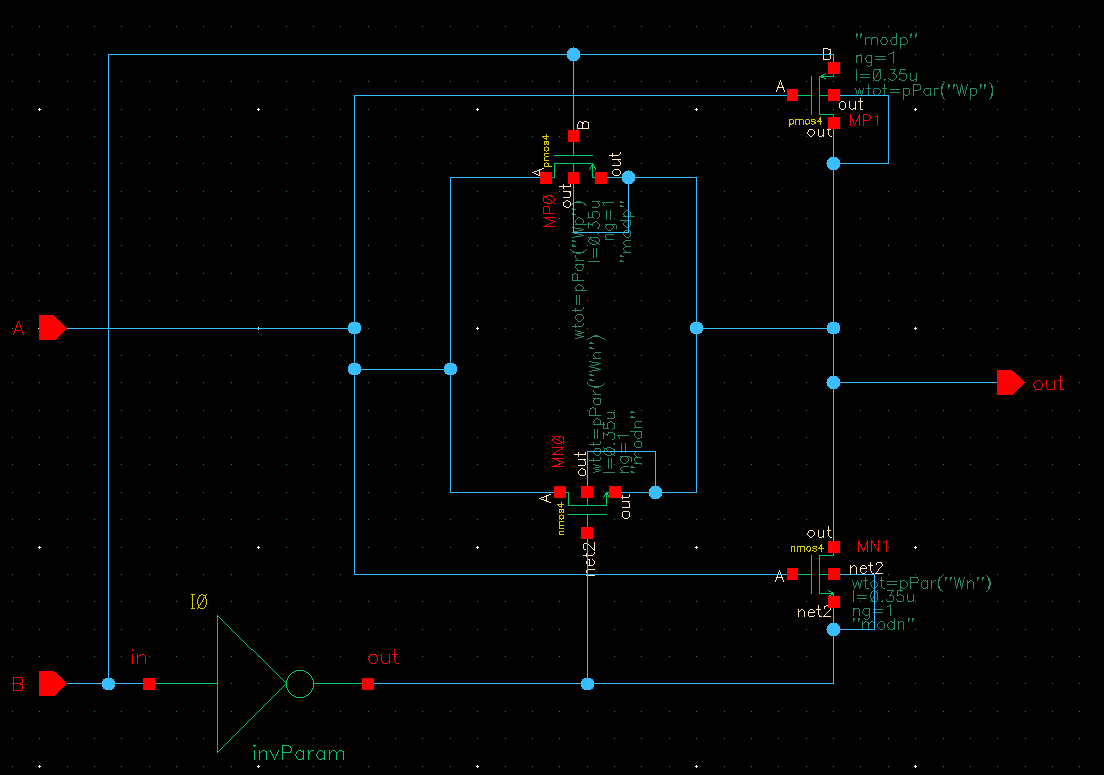 "modp"
ng=1
l=0.35u
wtot=pPar("Wp")
B
A
out
pmos4
MP1
out
B
pmos4
A
out
out
MP0
wtot=pPar("Wp")
l=0.35u
ng=1
"modp"
A
out
wtot=pPar("Wn")
l=0.35u
ng=1
"modn"
MN0
out
A
nmos4
out
net2
out
nmos4
MN1
A
net2
wtot=pPar("Wn")
l=0.35u
ng=1
"modn"
net2
I0
in
out
B
invParam